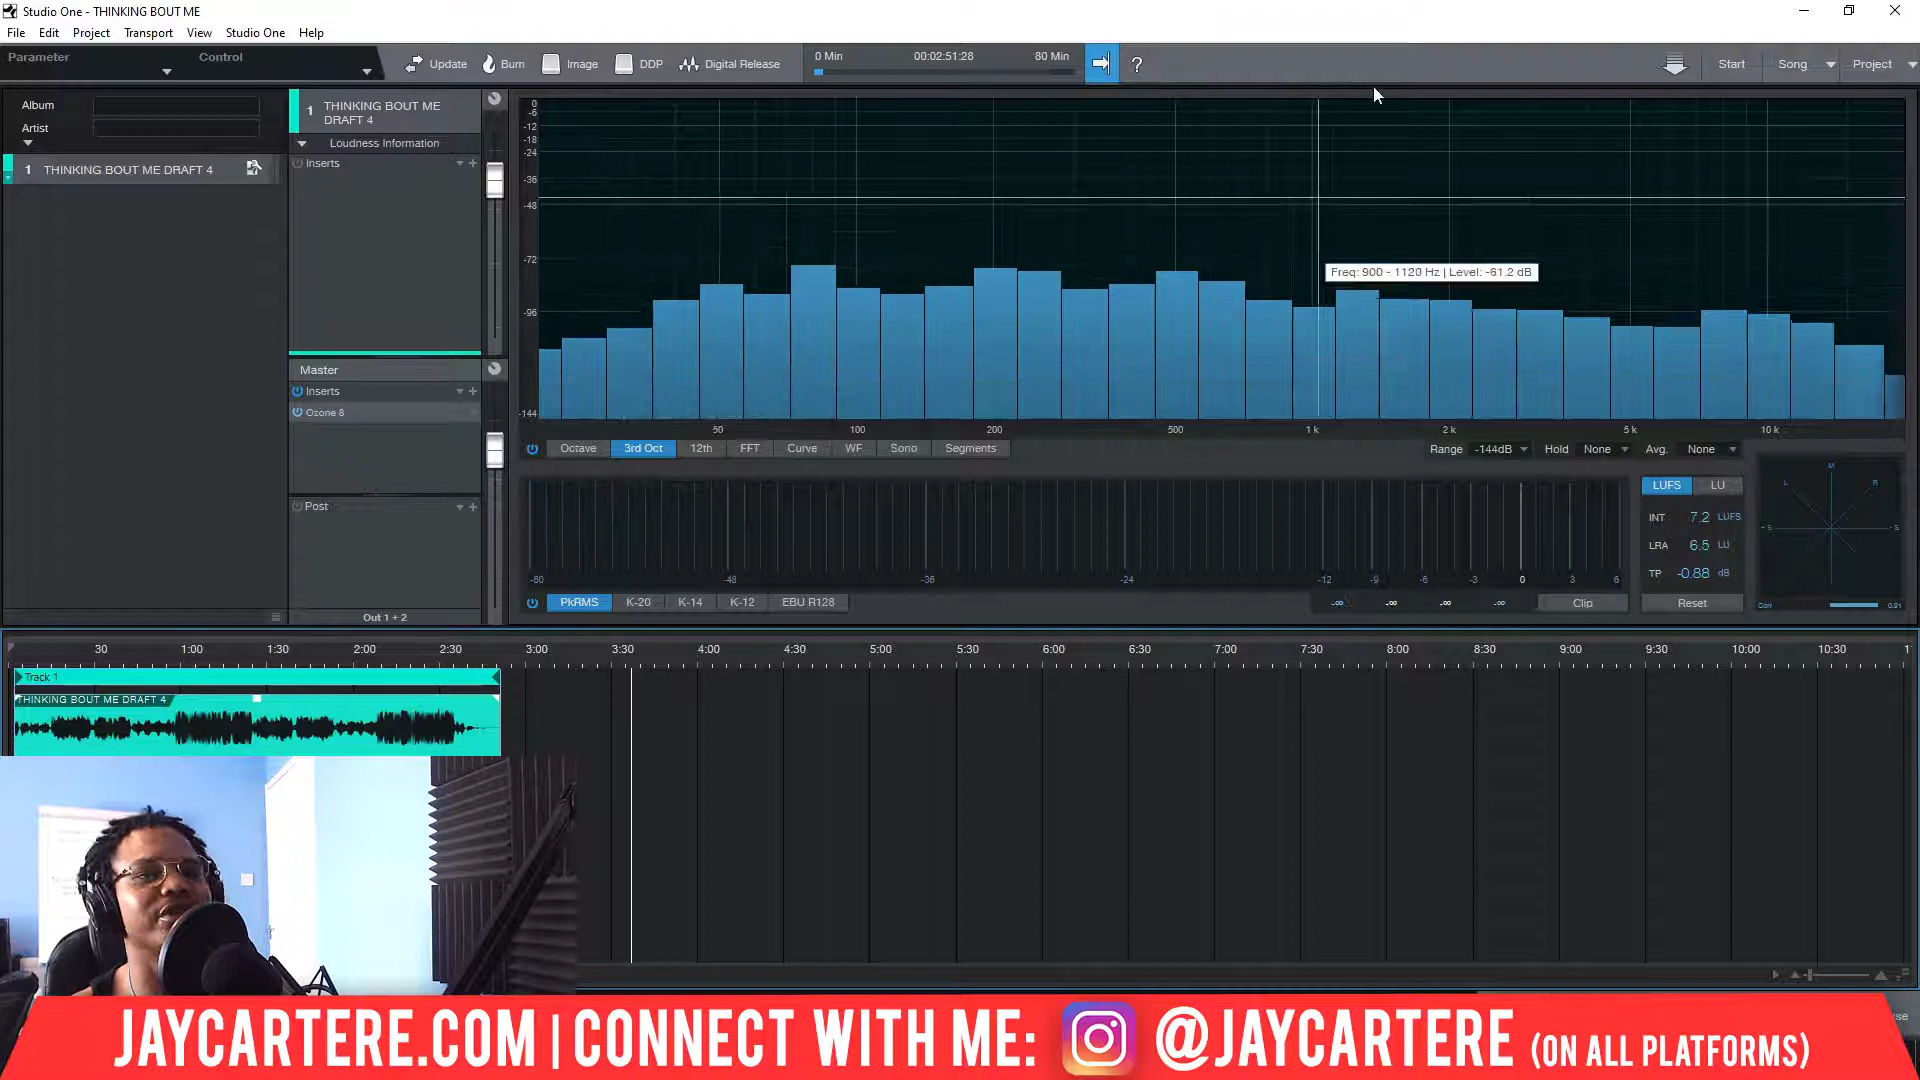 Studio One - THINKING BOUT ME
File Edit Project Transport View Studio One Help
Parameter Control Update Burn Image DDP Digital Release 0 Min 00:02:51:28 80 Min ? Start Song Project
Album
Artist
1 THINKING BOUT ME DRAFT 4
1 THINKING BOUT ME DRAFT 4
Loudness Information
Inserts
Master
Inserts
Ozone 8
Post
Out 1 + 2
0
-6
-12
-18
-24
-36
-48
-72
-96
-144
Freq: 900 - 1120 Hz | Level: -61.2 dB
50 100 200 500 1 k 2 k 5 k 10 k
Octave 3rd Oct 12th FFT Curve WF Sono Segments Range -144dB Hold None Avg. None
-60 -48 -36 -24 -12 -9 -6 -3 0 3 6
PkRMS K-20 K-14 K-12 EBU R128 -∞ -∞ -∞ -∞ Clip
LUFS LU
INT 7.2 LUFS
LRA 6.5 LU
TP -0.88 dB
Reset
M
L R
S S
Corr 0.91
30 1:00 1:30 2:00 2:30 3:00 3:30 4:00 4:30 5:00 5:30 6:00 6:30 7:00 7:30 8:00 8:30 9:00 9:30 10:00 10:30
Track 1
THINKING BOUT ME DRAFT 4
JAYCARTERE.COM | CONNECT WITH ME: @JAYCARTERE (ON ALL PLATFORMS)